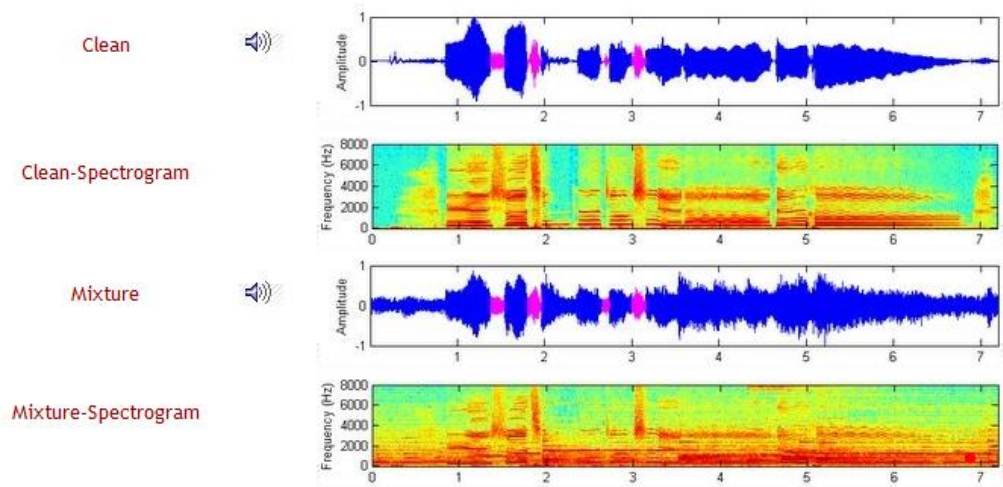 Clean
Amplitude
1
0
-1
1 2 3 4 5 6 7
Clean-Spectrogram
Frequency (Hz)
8000
6000
4000
2000
0
0 1 2 3 4 5 6 7
Mixture
Amplitude
1
0
-1
1 2 3 4 5 6 7
Mixture-Spectrogram
Frequency (Hz)
8000
6000
4000
2000
0
0 1 2 3 4 5 6 7